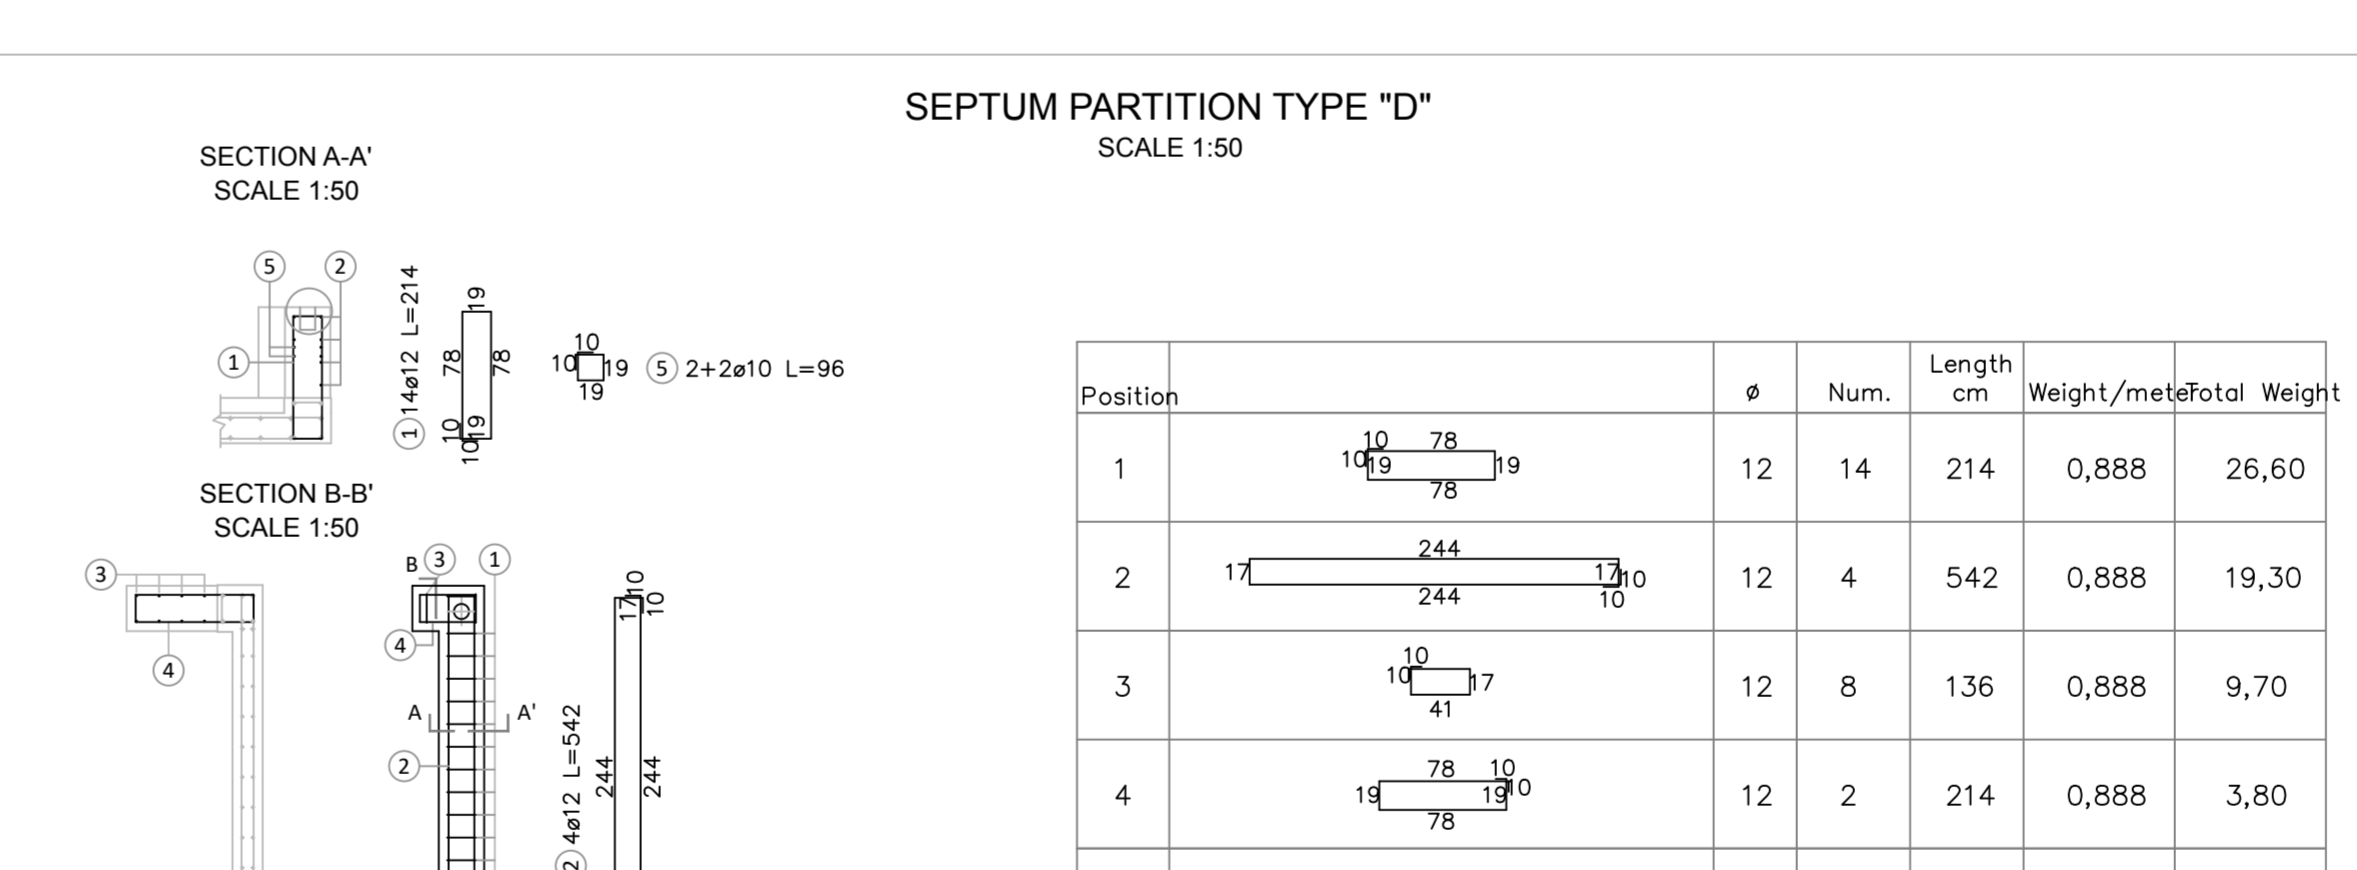 SEPTUM PARTITION TYPE "D"
SCALE 1:50
SECTION A-A'
SCALE 1:50
5
2
1
1 14ø12 L=214
19
78
78
10
19
10
10
10
19
19
5 2+2ø10 L=96
SECTION B-B'
SCALE 1:50
3
4
B
3
1
4
A
A'
2
2 4ø12 L=542
10
17
10
244
244
Position ø Num. Length cm Weight/meter Total Weight
10 78
10 19 19
78
1 12 14 214 0,888 26,60
244
17 17 10
244 10
2 12 4 542 0,888 19,30
10
10 17
41
3 12 8 136 0,888 9,70
78 10
19 19 10
78
4 12 2 214 0,888 3,80